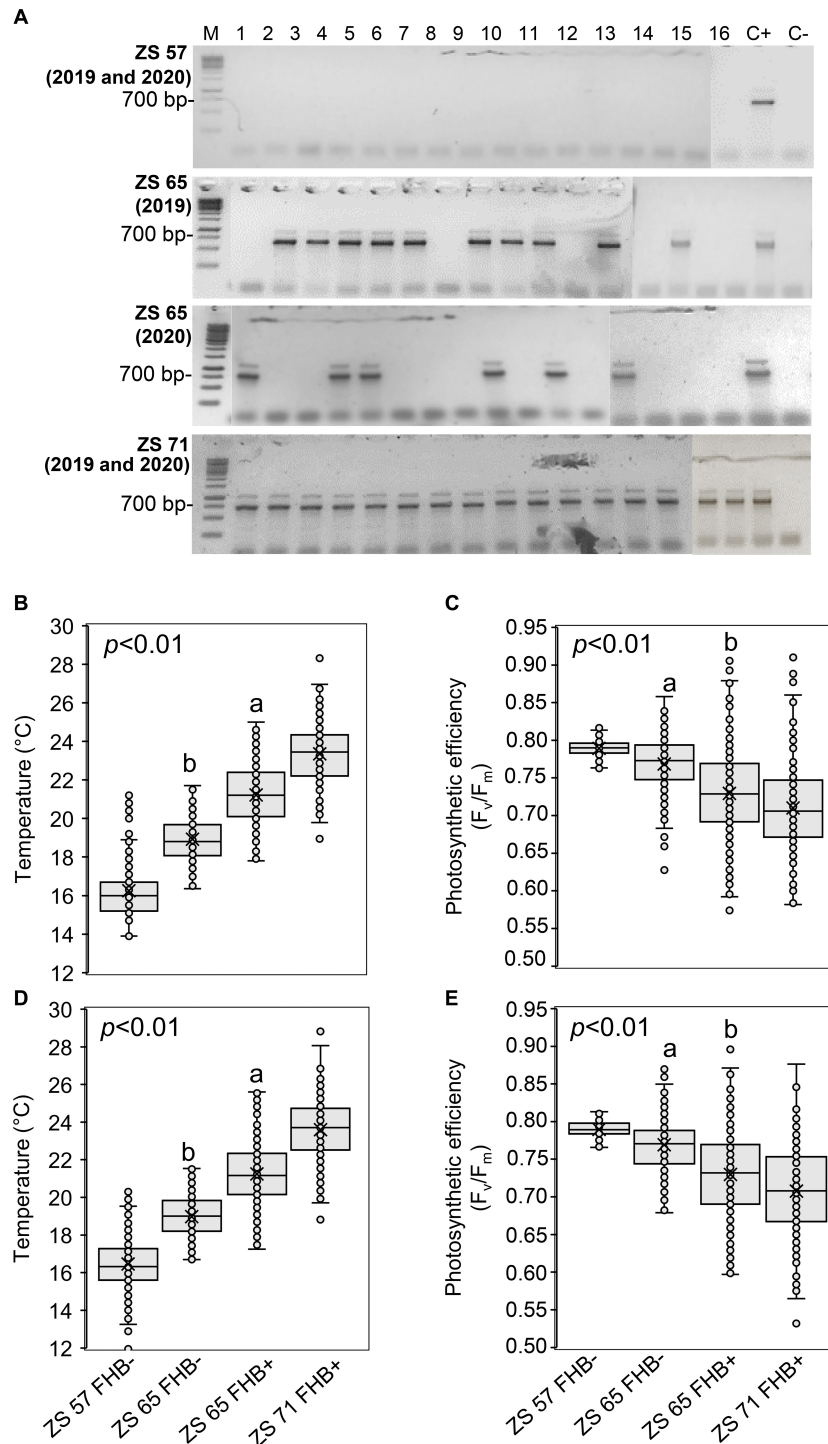 A
M 1 2 3 4 5 6 7 8 9 10 11 12 13 14 15 16 C+ C-
ZS 57
(2019 and 2020)
700 bp-
ZS 65
(2019)
700 bp-
ZS 65
(2020)
700 bp-
ZS 71
(2019 and 2020)
700 bp-
B
p<0.01
Temperature (°C)
30
28
26
24
22
20
18
16
14
12
b
a
C
p<0.01
Photosynthetic efficiency
(Fv/Fm)
0.95
0.90
0.85
0.80
0.75
0.70
0.65
0.60
0.55
0.50
a
b
D
p<0.01
Temperature (°C)
30
28
26
24
22
20
18
16
14
12
b
a
ZS 57 FHB-
ZS 65 FHB-
ZS 65 FHB+
ZS 71 FHB+
E
p<0.01
Photosynthetic efficiency
(Fv/Fm)
0.95
0.90
0.85
0.80
0.75
0.70
0.65
0.60
0.55
0.50
a
b
ZS 57 FHB-
ZS 65 FHB-
ZS 65 FHB+
ZS 71 FHB+